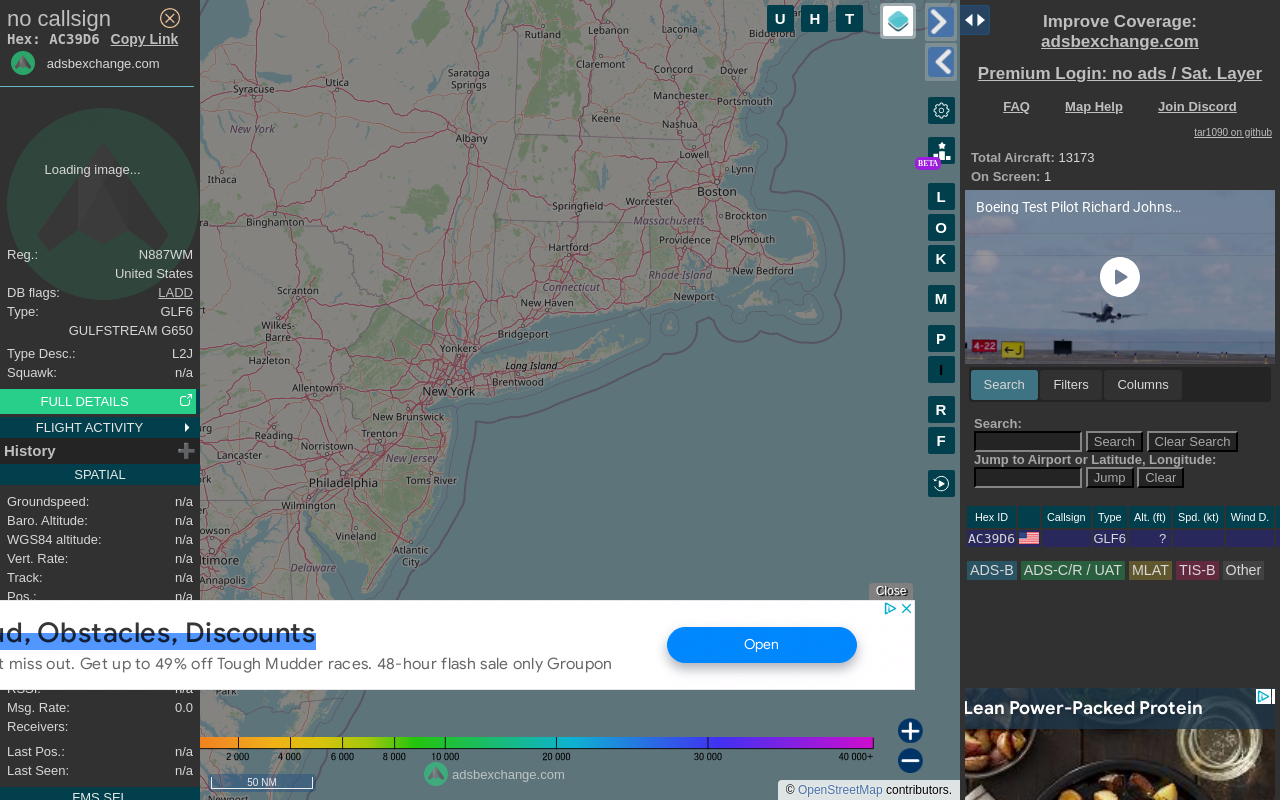 no callsign
Hex: AC39D6 Copy Link
adsbexchange.com
Loading image...
Reg.: N887WM
United States
DB flags: LADD
Type: GLF6
GULFSTREAM G650
Type Desc.: L2J
Squawk: n/a
FULL DETAILS
FLIGHT ACTIVITY
History
SPATIAL
Groundspeed: n/a
Baro. Altitude: n/a
WGS84 altitude: n/a
Vert. Rate: n/a
Track: n/a
Pos.: n/a
RSSI: n/a
Msg. Rate: 0.0
Receivers:
Last Pos.: n/a
Last Seen: n/a
FMS SEL
U H T
Rutland
Lebanon
Laconia
Biddeford
Claremont
Saratoga
Springs
Concord
Dover
Utica
Syracuse
Manchester
Portsmouth
Keene
Nashua
New York
Albany
Lowell
Lynn
Ithaca
Boston
Worcester
Springfield
Massachusetts
Brockton
Binghamton
Hartford
Providence
Plymouth
Rhode Island
New Bedford
Connecticut
Newport
Scranton
New Haven
Wilkes-
Barre
Bridgeport
Hazleton
Yonkers
Long Island
Brentwood
Allentown
New York
New Brunswick
Reading
Trenton
Norristown
Lancaster
New Jersey
Philadelphia
Toms River
Wilmington
Vineland
Atlantic
City
Annapolis
Delaware
Park
BETA
L
O
K
M
P
I
R
F
Close
ud, Obstacles, Discounts
t miss out. Get up to 49% off Tough Mudder races. 48-hour flash sale only Groupon
Open
2 000 4 000 6 000 8 000 10 000 20 000 30 000 40 000+
adsbexchange.com
50 NM
© OpenStreetMap contributors.
Improve Coverage:
adsbexchange.com
Premium Login: no ads / Sat. Layer
FAQ Map Help Join Discord
tar1090 on github
Total Aircraft: 13173
On Screen: 1
Boeing Test Pilot Richard Johns…
4-22
Search Filters Columns
Search:
Search Clear Search
Jump to Airport or Latitude, Longitude:
Jump Clear
Hex ID Callsign Type Alt. (ft) Spd. (kt) Wind D.
AC39D6 GLF6 ?
ADS-B ADS-C/R / UAT MLAT TIS-B Other
Lean Power-Packed Protein